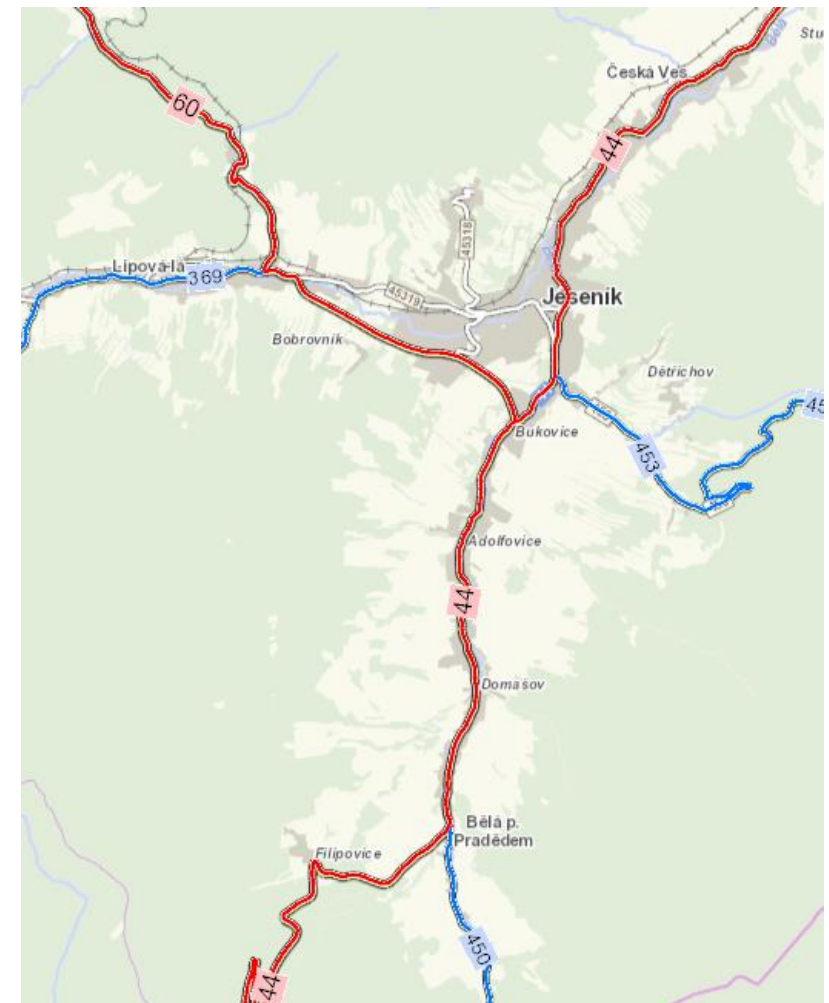 Stu
Česká Ves
Bělá
60
44
45318
Lipová-lá
369
45319
Jeseník
Bobrovník
Dětřichov
45
Bukovice
453
Adolfovice
44
Domašov
Bělá p.
Pradědem
Filipovice
450
44